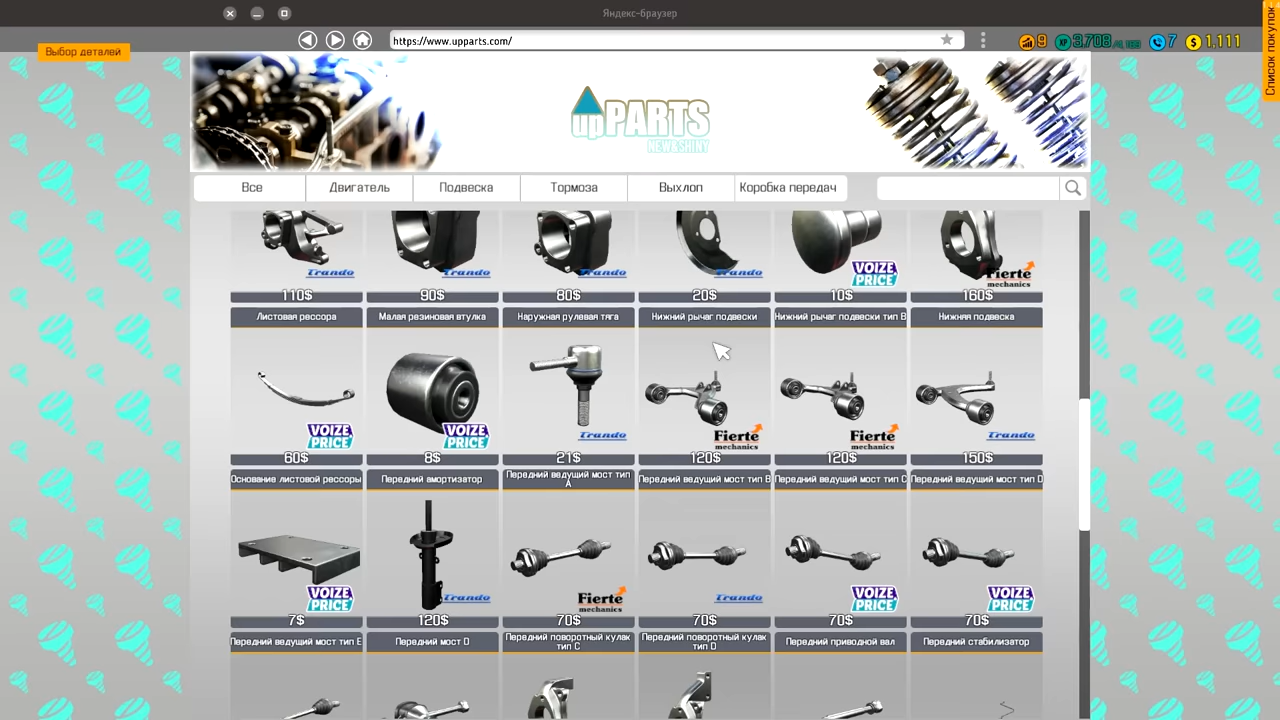 Яндекс-браузер
Выбор деталей
https://www.upparts.com/
9
3,708
7
$ 1,111
Список покупок
upPARTS
NEW&SHINY
Все
Двигатель
Подвеска
Тормоза
Выхлоп
Коробка передач
Trando
Trando
Trando
Trando
VOIZE PRICE
Fierte mechanics
110$
90$
80$
20$
10$
160$
Листовая рессора
Малая резиновая втулка
Наружная рулевая тяга
Нижний рычаг подвески
Нижний рычаг подвески тип B
Нижняя подвеска
VOIZE PRICE
VOIZE PRICE
Trando
Fierte mechanics
Fierte mechanics
Trando
60$
8$
21$
120$
120$
150$
Основание листовой рессоры
Передний амортизатор
Передний ведущий мост тип A
Передний ведущий мост тип B
Передний ведущий мост тип C
Передний ведущий мост тип D
VOIZE PRICE
Trando
Fierte mechanics
Trando
VOIZE PRICE
VOIZE PRICE
7$
120$
70$
70$
70$
70$
Передний ведущий мост тип E
Передний мост D
Передний поворотный кулак тип C
Передний поворотный кулак тип D
Передний приводной вал
Передний стабилизатор